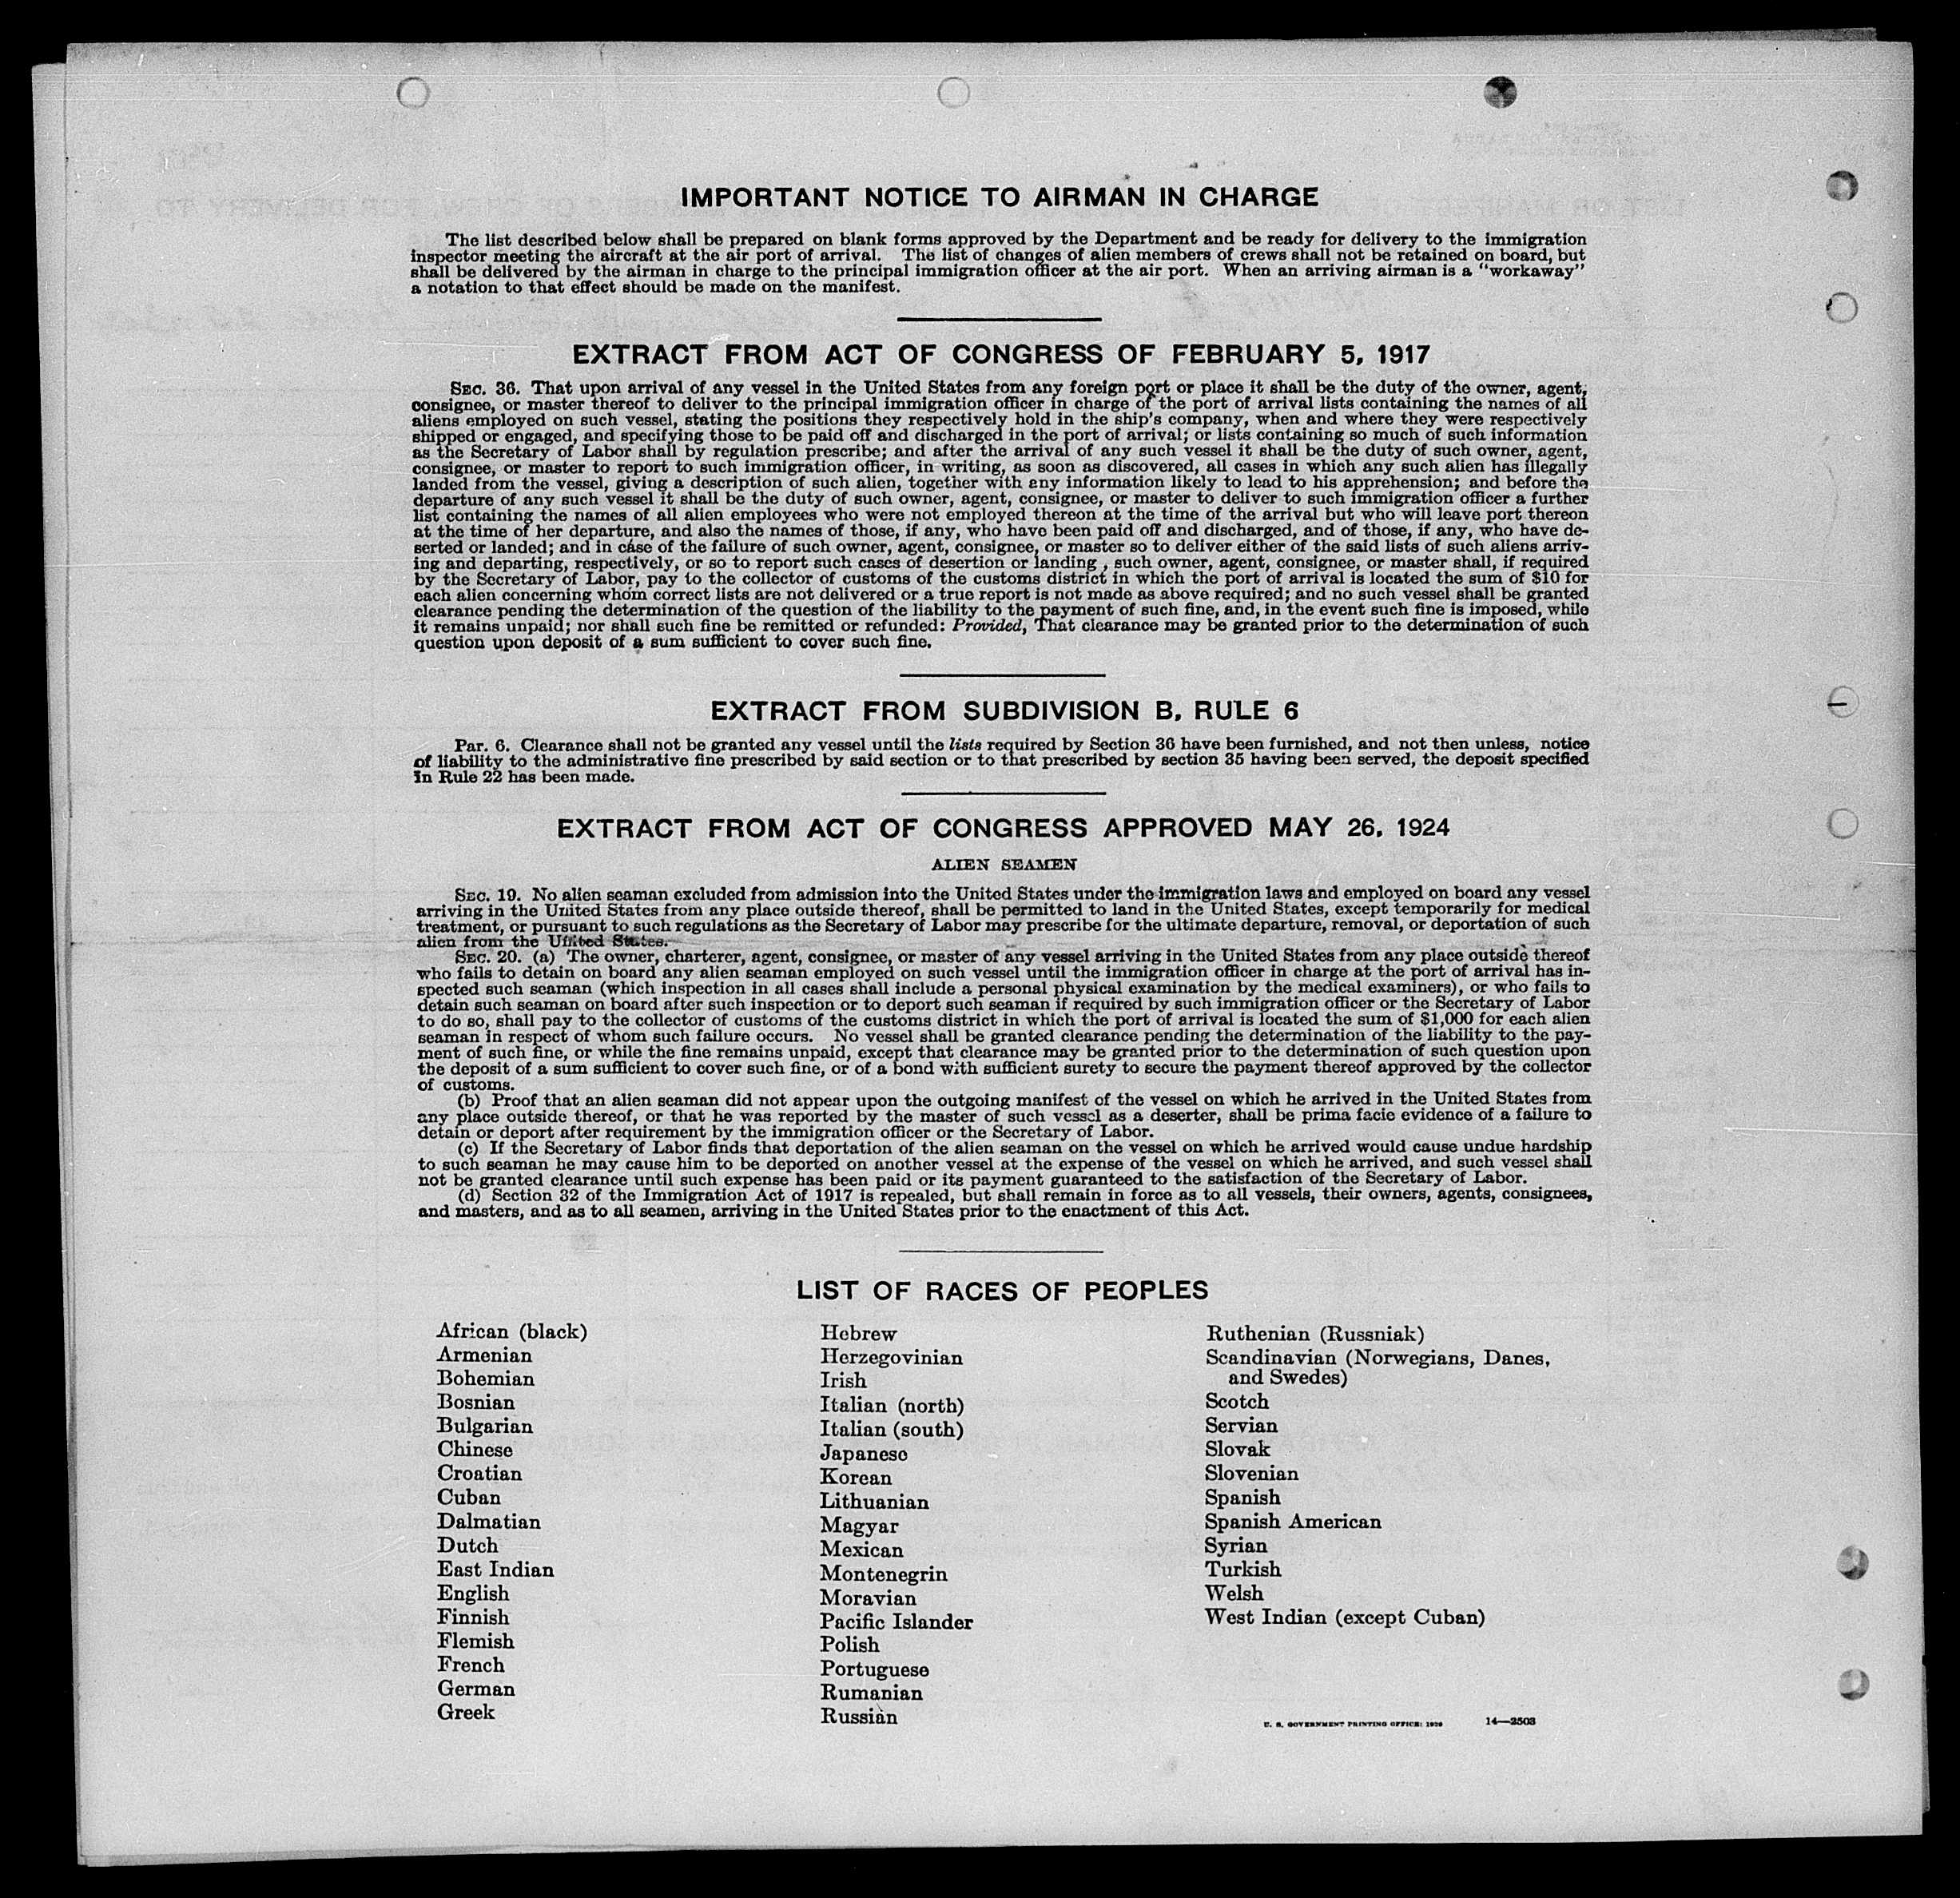 IMPORTANT NOTICE TO AIRMAN IN CHARGE
The list described below shall be prepared on blank forms approved by the Department and be ready for delivery to the immigration
inspector meeting the aircraft at the air port of arrival. The list of changes of alien members of crews shall not be retained on board, but
shall be delivered by the airman in charge to the principal immigration officer at the air port. When an arriving airman is a "workaway"
a notation to that effect should be made on the manifest.
EXTRACT FROM ACT OF CONGRESS OF FEBRUARY 5, 1917
SEC. 36. That upon arrival of any vessel in the United States from any foreign port or place it shall be the duty of the owner, agent,
consignee, or master thereof to deliver to the principal immigration officer in charge of the port of arrival lists containing the names of all
aliens employed on such vessel, stating the positions they respectively hold in the ship's company, when and where they were respectively
shipped or engaged, and specifying those to be paid off and discharged in the port of arrival; or lists containing so much of such information
as the Secretary of Labor shall by regulation prescribe; and after the arrival of any such vessel it shall be the duty of such owner, agent,
consignee, or master to report to such immigration officer, in writing, as soon as discovered, all cases in which any such alien has illegally
landed from the vessel, giving a description of such alien, together with any information likely to lead to his apprehension; and before the
departure of any such vessel it shall be the duty of such owner, agent, consignee, or master to deliver to such immigration officer a further
list containing the names of all alien employees who were not employed thereon at the time of the arrival but who will leave port thereon
at the time of her departure, and also the names of those, if any, who have been paid off and discharged, and of those, if any, who have de-
serted or landed; and in case of the failure of such owner, agent, consignee, or master so to deliver either of the said lists of such aliens arriv-
ing and departing, respectively, or so to report such cases of desertion or landing , such owner, agent, consignee, or master shall, if required
by the Secretary of Labor, pay to the collector of customs of the customs district in which the port of arrival is located the sum of $10 for
each alien concerning whom correct lists are not delivered or a true report is not made as above required; and no such vessel shall be granted
clearance pending the determination of the question of the liability to the payment of such fine, and, in the event such fine is imposed, while
it remains unpaid; nor shall such fine be remitted or refunded: Provided, That clearance may be granted prior to the determination of such
question upon deposit of a sum sufficient to cover such fine.
EXTRACT FROM SUBDIVISION B, RULE 6
Par. 6. Clearance shall not be granted any vessel until the lists required by Section 36 have been furnished, and not then unless, notice
of liability to the administrative fine prescribed by said section or to that prescribed by section 35 having been served, the deposit specified
in Rule 22 has been made.
EXTRACT FROM ACT OF CONGRESS APPROVED MAY 26, 1924
ALIEN SEAMEN
SEC. 19. No alien seaman excluded from admission into the United States under the immigration laws and employed on board any vessel
arriving in the United States from any place outside thereof, shall be permitted to land in the United States, except temporarily for medical
treatment, or pursuant to such regulations as the Secretary of Labor may prescribe for the ultimate departure, removal, or deportation of such
alien from the United States.
SEC. 20. (a) The owner, charterer, agent, consignee, or master of any vessel arriving in the United States from any place outside thereof
who fails to detain on board any alien seaman employed on such vessel until the immigration officer in charge at the port of arrival has in-
spected such seaman (which inspection in all cases shall include a personal physical examination by the medical examiners), or who fails to
detain such seaman on board after such inspection or to deport such seaman if required by such immigration officer or the Secretary of Labor
to do so, shall pay to the collector of customs of the customs district in which the port of arrival is located the sum of $1,000 for each alien
seaman in respect of whom such failure occurs. No vessel shall be granted clearance pending the determination of the liability to the pay-
ment of such fine, or while the fine remains unpaid, except that clearance may be granted prior to the determination of such question upon
the deposit of a sum sufficient to cover such fine, or of a bond with sufficient surety to secure the payment thereof approved by the collector
of customs.
(b) Proof that an alien seaman did not appear upon the outgoing manifest of the vessel on which he arrived in the United States from
any place outside thereof, or that he was reported by the master of such vessel as a deserter, shall be prima facie evidence of a failure to
detain or deport after requirement by the immigration officer or the Secretary of Labor.
(c) If the Secretary of Labor finds that deportation of the alien seaman on the vessel on which he arrived would cause undue hardship
to such seaman he may cause him to be deported on another vessel at the expense of the vessel on which he arrived, and such vessel shall
not be granted clearance until such expense has been paid or its payment guaranteed to the satisfaction of the Secretary of Labor.
(d) Section 32 of the Immigration Act of 1917 is repealed, but shall remain in force as to all vessels, their owners, agents, consignees,
and masters, and as to all seamen, arriving in the United States prior to the enactment of this Act.
LIST OF RACES OF PEOPLES
African (black)
Armenian
Bohemian
Bosnian
Bulgarian
Chinese
Croatian
Cuban
Dalmatian
Dutch
East Indian
English
Finnish
Flemish
French
German
Greek
Hebrew
Herzegovinian
Irish
Italian (north)
Italian (south)
Japanese
Korean
Lithuanian
Magyar
Mexican
Montenegrin
Moravian
Pacific Islander
Polish
Portuguese
Rumanian
Russian
Ruthenian (Russniak)
Scandinavian (Norwegians, Danes,
and Swedes)
Scotch
Servian
Slovak
Slovenian
Spanish
Spanish American
Syrian
Turkish
Welsh
West Indian (except Cuban)
U. S. GOVERNMENT PRINTING OFFICE: 1929 14—2503